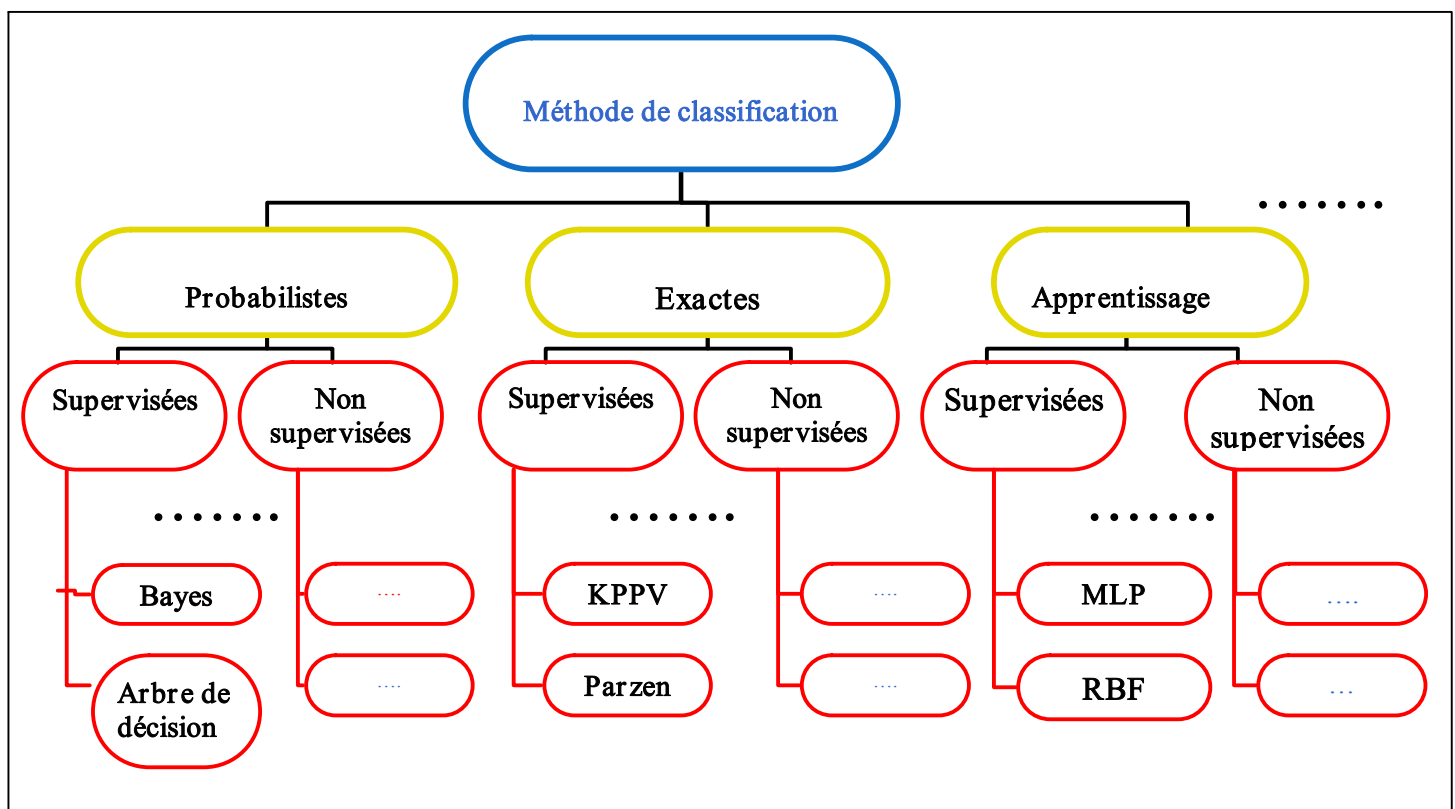 Méthode de classification
.......
Probabilistes
Exactes
Apprentissage
Supervisées
Non
supervisées
Supervisées
Non
supervisées
Supervisées
Non
supervisées
.......
.......
.......
Bayes
....
KPPV
....
MLP
....
Arbre de
décision
....
Parzen
....
RBF
...